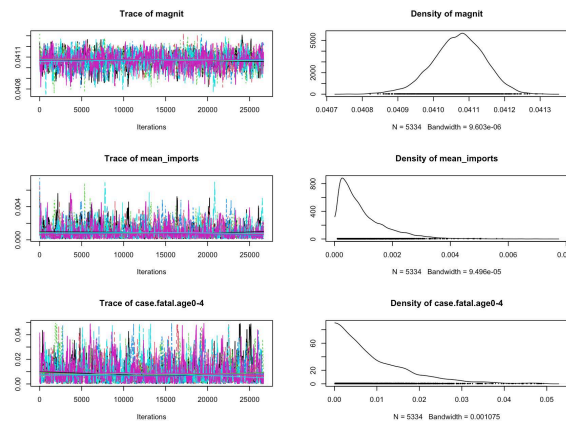 Trace of magnit
Density of magnit
0.0408 0.0411
0 5000 10000 15000 20000 25000
Iterations
0 2000 5000
0.0407 0.0408 0.0409 0.0410 0.0411 0.0412 0.0413
N = 5334 Bandwidth = 9.603e-06
Trace of mean_imports
Density of mean_imports
0.000 0.004
0 5000 10000 15000 20000 25000
Iterations
0 400 800
0.000 0.002 0.004 0.006
N = 5334 Bandwidth = 9.496e-05
Trace of case.fatal.age0-4
Density of case.fatal.age0-4
0.00 0.02 0.04
0 5000 10000 15000 20000 25000
Iterations
0 20 60
0.00 0.01 0.02 0.03 0.04 0.05
N = 5334 Bandwidth = 0.001075